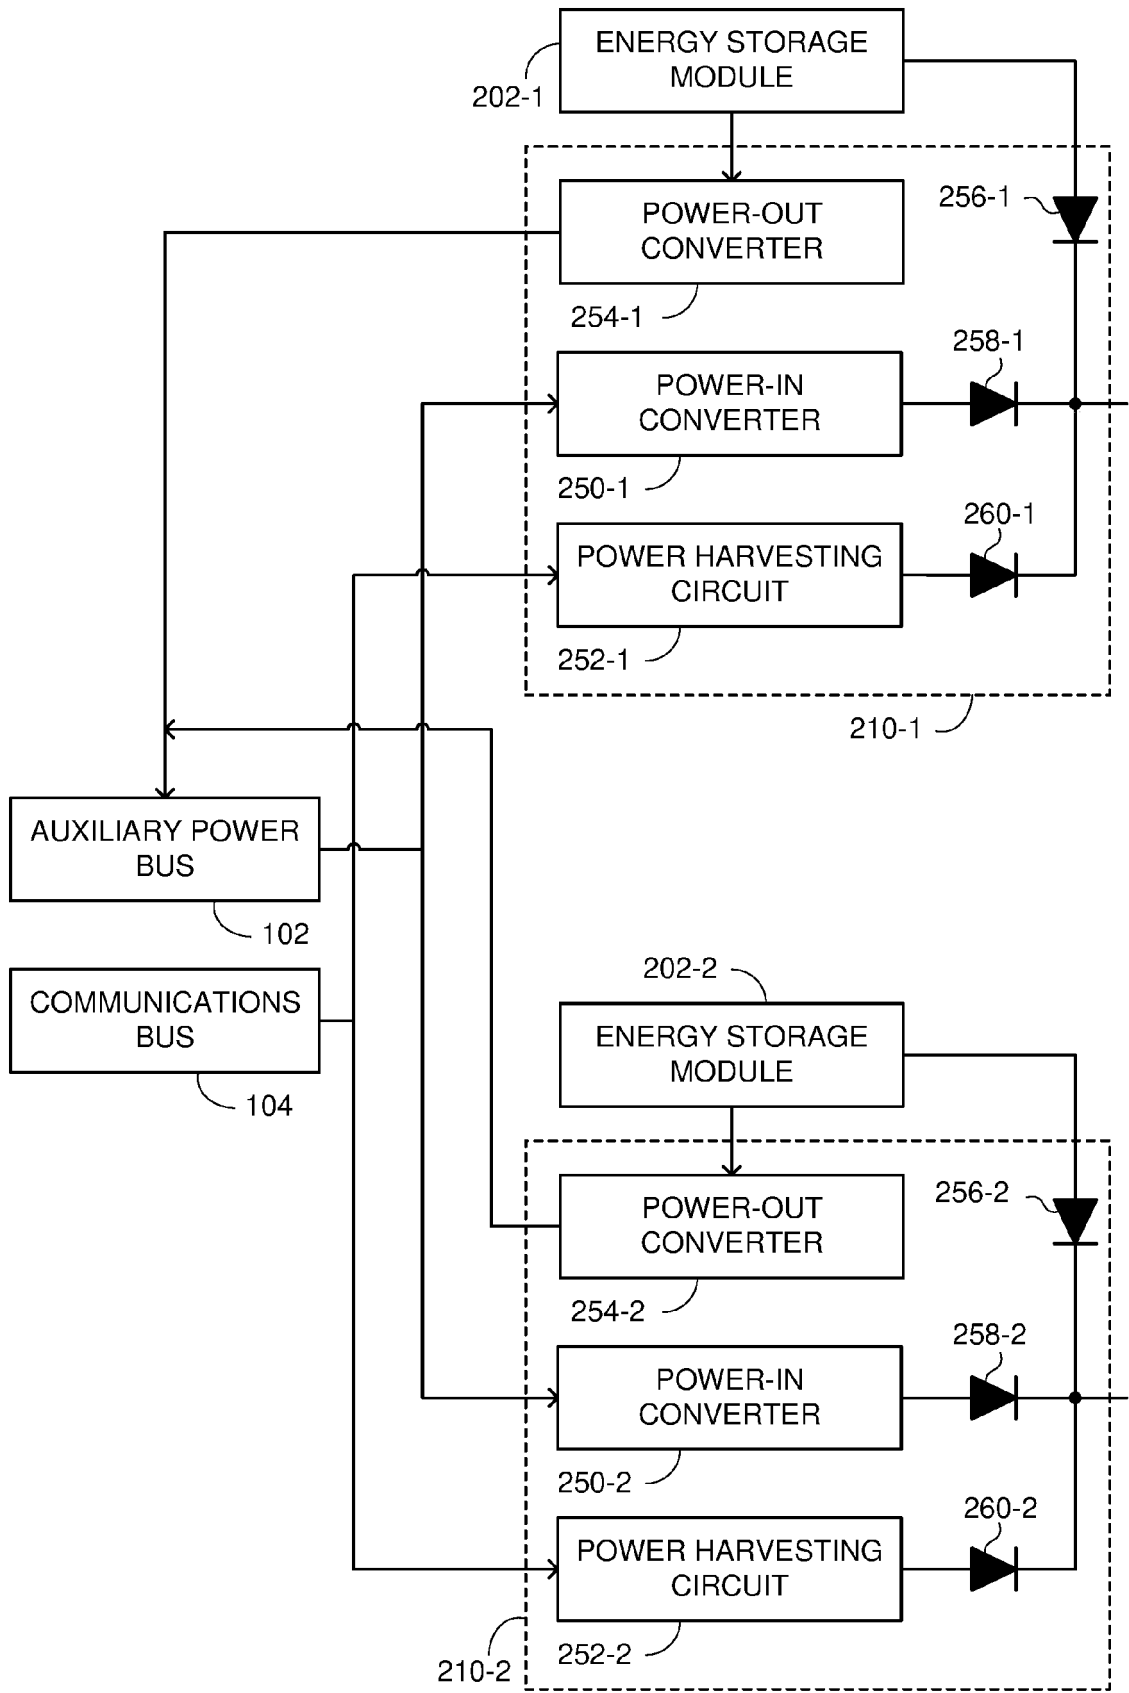 ENERGY STORAGE
MODULE
202-1
256-1
POWER-OUT
CONVERTER
254-1
258-1
POWER-IN
CONVERTER
250-1
260-1
POWER HARVESTING
CIRCUIT
252-1
210-1
AUXILIARY POWER
BUS
102
COMMUNICATIONS
BUS
104
202-2
ENERGY STORAGE
MODULE
256-2
POWER-OUT
CONVERTER
254-2
258-2
POWER-IN
CONVERTER
250-2
260-2
POWER HARVESTING
CIRCUIT
252-2
210-2